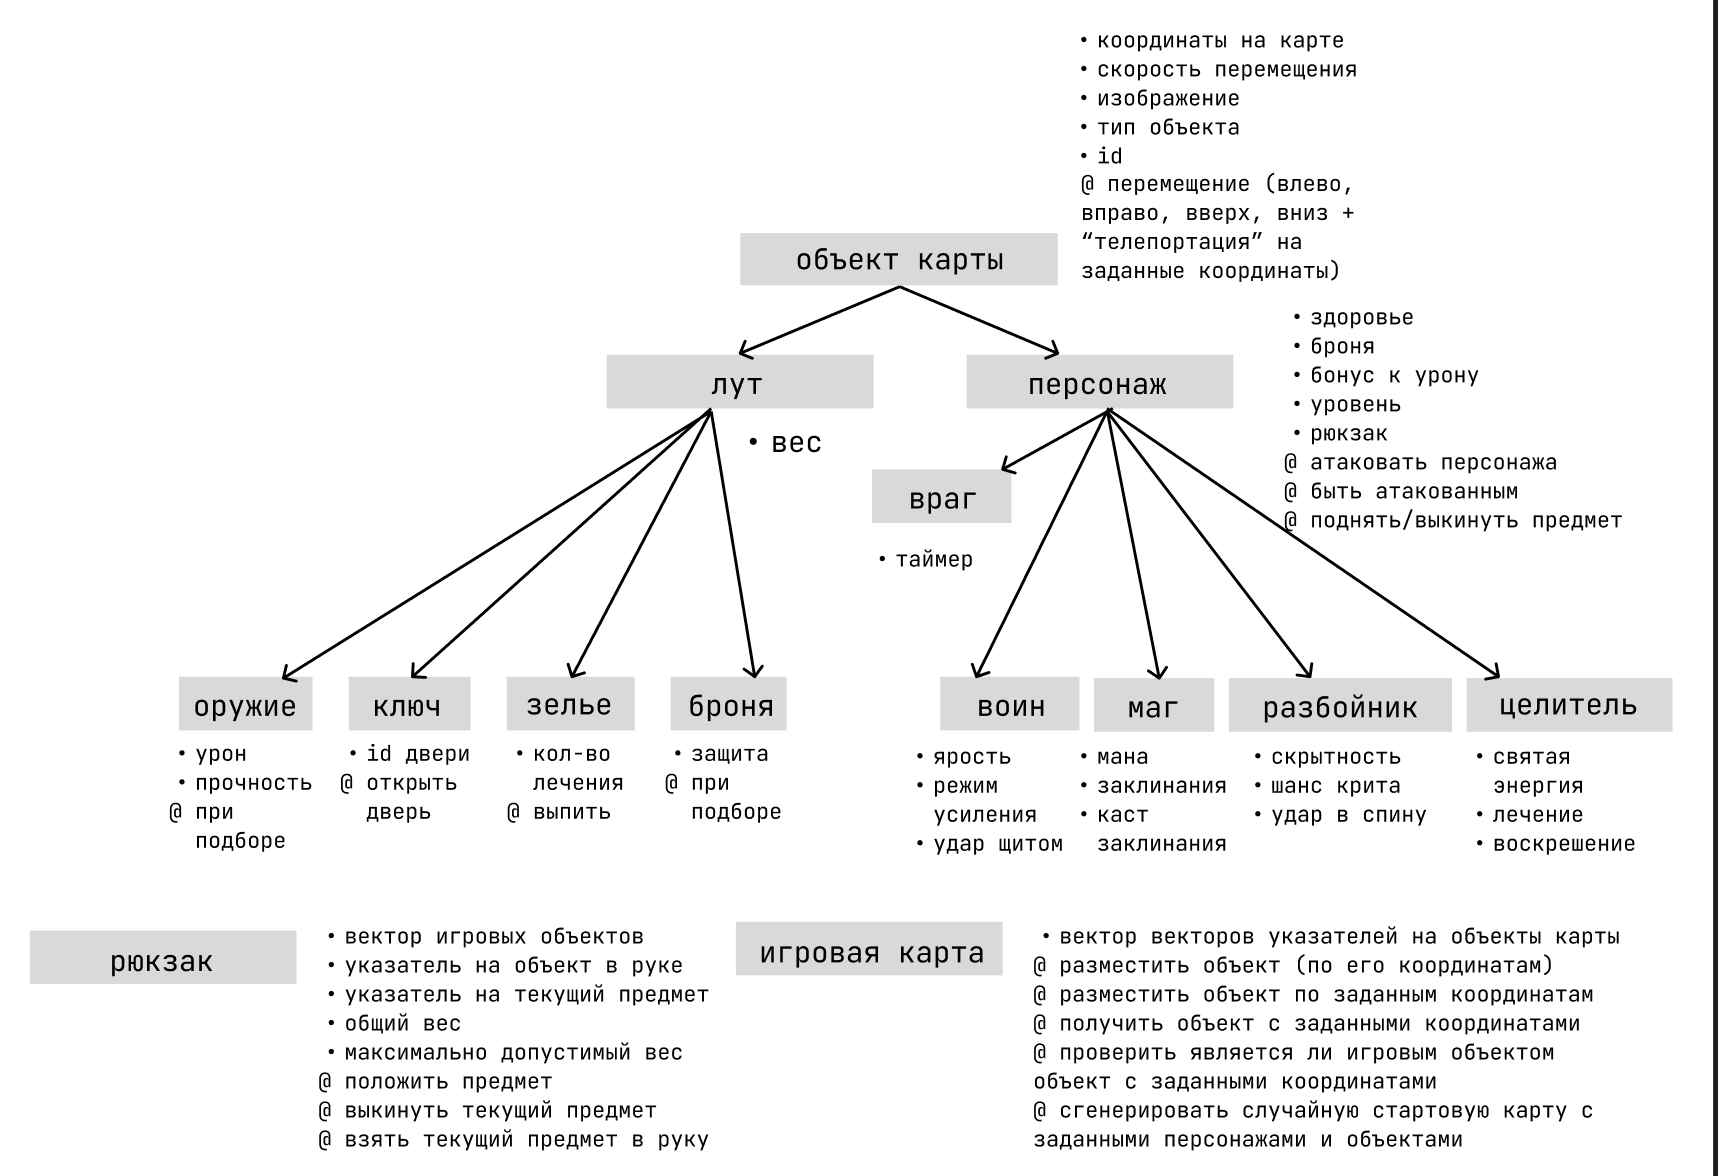 • координаты на карте
• скорость перемещения
• изображение
• тип объекта
• id
@ перемещение (влево,
вправо, вверх, вниз +
“телепортация” на
заданные координаты)
объект карты
• здоровье
• броня
• бонус к урону
• уровень
• рюкзак
@ атаковать персонажа
@ быть атакованным
@ поднять/выкинуть предмет
лут
• вес
персонаж
враг
• таймер
оружие
• урон
• прочность
@ при
подборе
ключ
• id двери
@ открыть
дверь
зелье
• кол-во
лечения
@ выпить
броня
• защита
@ при
подборе
воин
• ярость
• режим
усиления
• удар щитом
маг
• мана
• заклинания
• каст
заклинания
разбойник
• скрытность
• шанс крита
• удар в спину
целитель
• святая
энергия
• лечение
• воскрешение
рюкзак
• вектор игровых объектов
• указатель на объект в руке
• указатель на текущий предмет
• общий вес
• максимально допустимый вес
@ положить предмет
@ выкинуть текущий предмет
@ взять текущий предмет в руку
игровая карта
• вектор векторов указателей на объекты карты
@ разместить объект (по его координатам)
@ разместить объект по заданным координатам
@ получить объект с заданными координатами
@ проверить является ли игровым объектом
объект с заданными координатами
@ сгенерировать случайную стартовую карту с
заданными персонажами и объектами